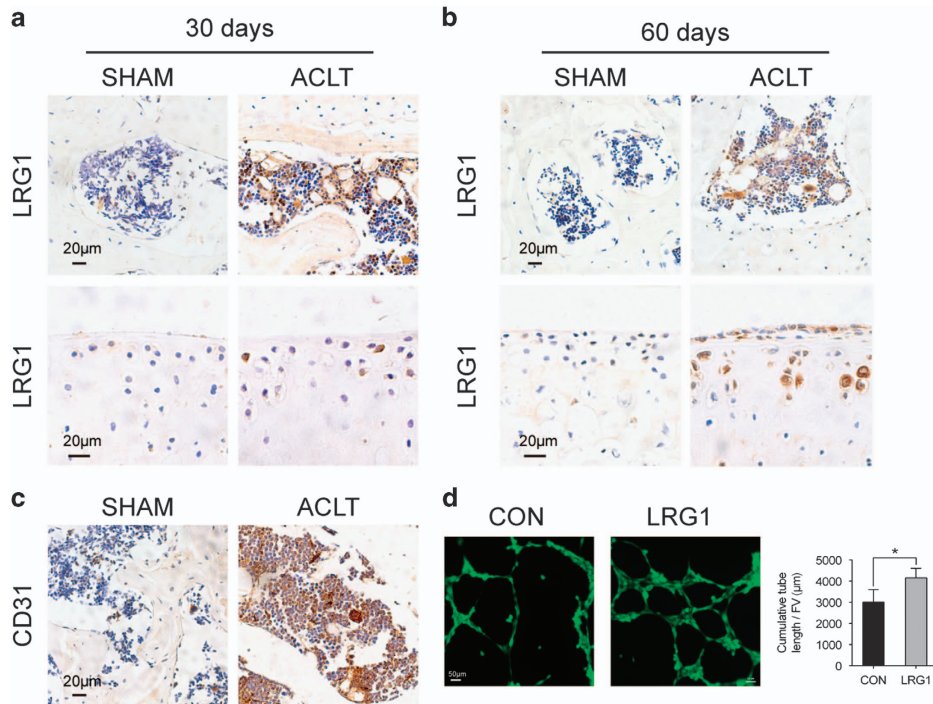 a
30 days
SHAM ACLT
LRG1
20µm
LRG1
20µm
b
60 days
SHAM ACLT
LRG1
20µm
LRG1
20µm
c
SHAM ACLT
CD31
20µm
d
CON LRG1
50µm
Cumulative tube
length / FV (µm)
5000
4000
3000
2000
1000
0
*
CON LRG1